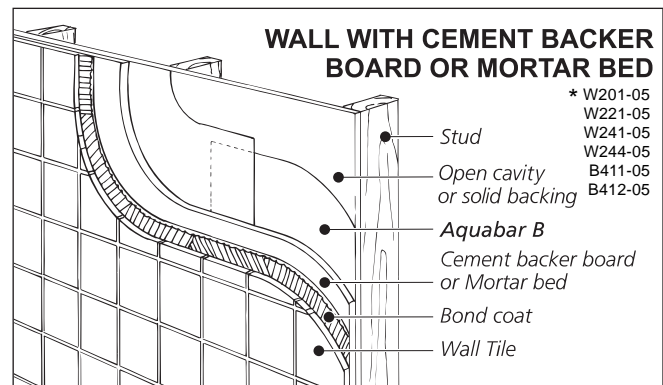 WALL WITH CEMENT BACKER
BOARD OR MORTAR BED
* W201-05
W221-05
W241-05
W244-05
B411-05
B412-05
Stud
Open cavity
or solid backing
Aquabar B
Cement backer board
or Mortar bed
Bond coat
Wall Tile